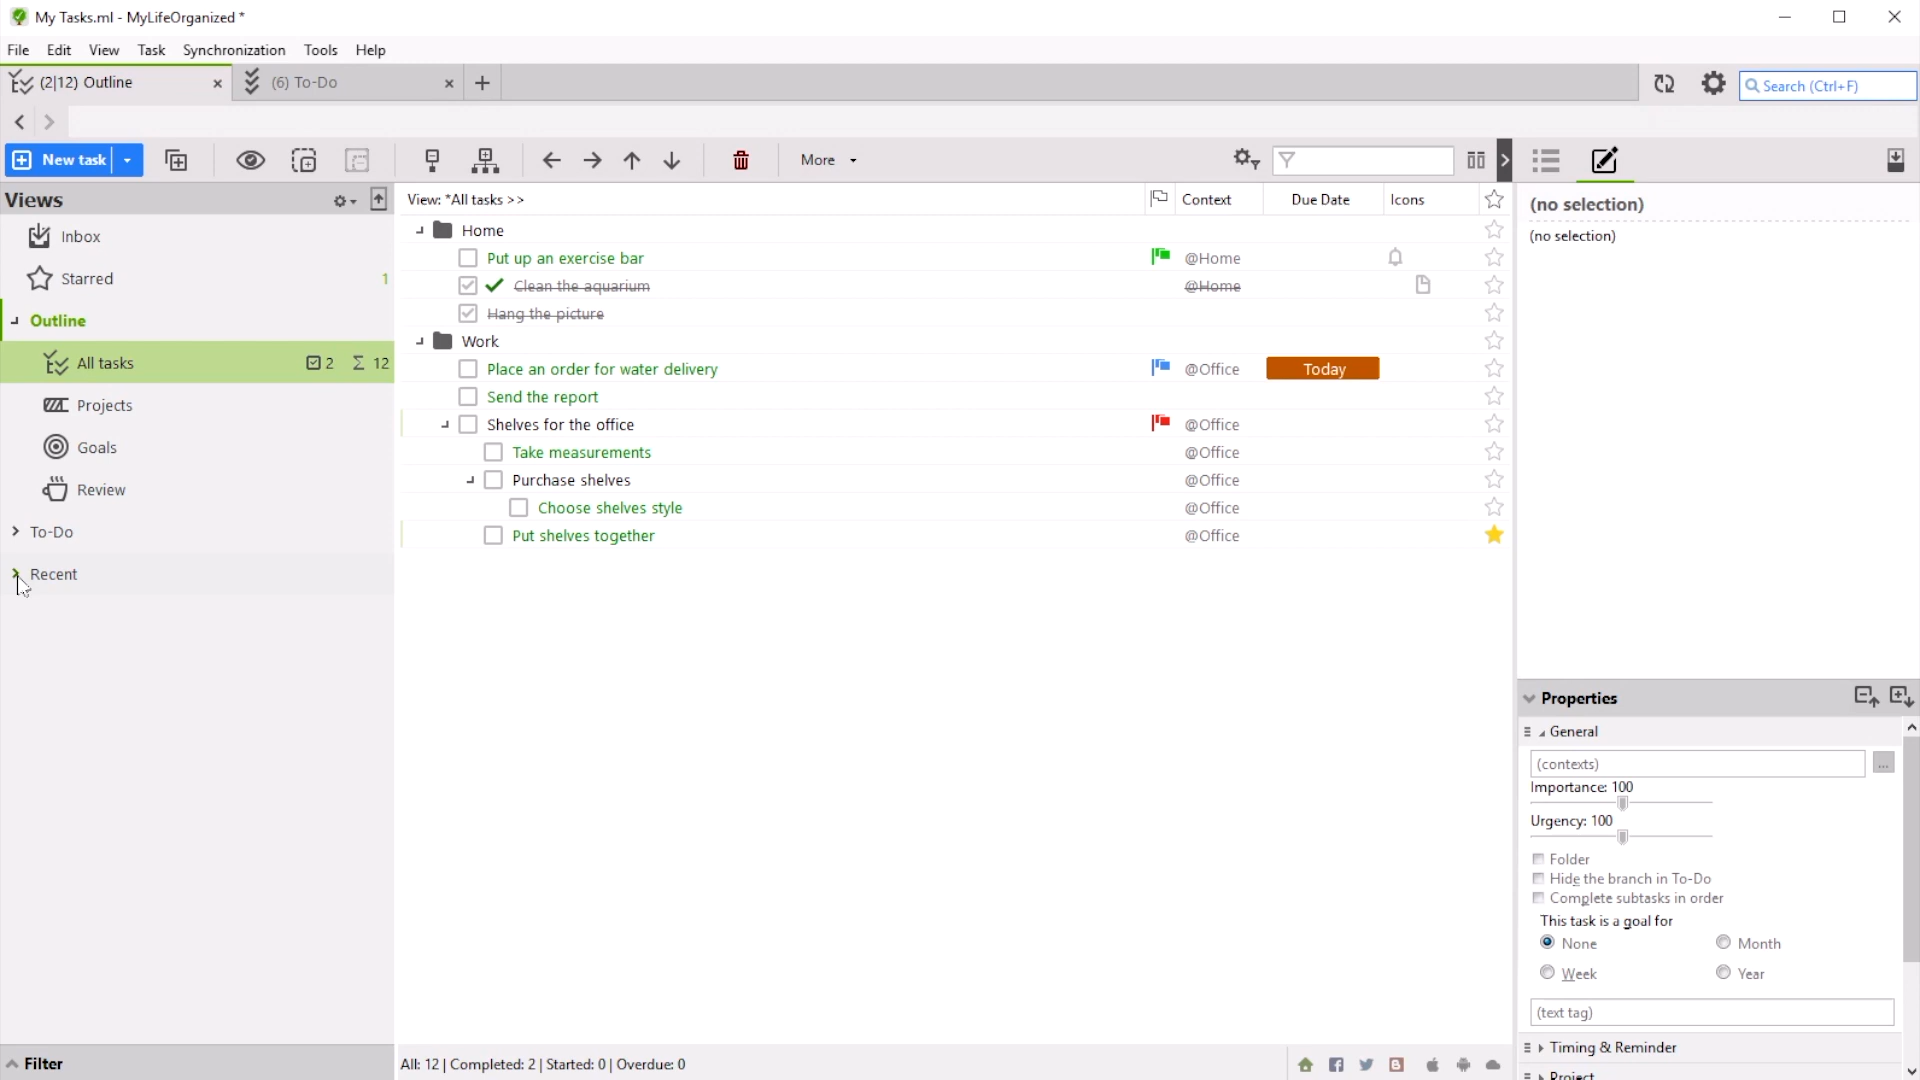 My Tasks.ml - MyLifeOrganized *
File Edit View Task Synchronization Tools Help
(2|12) Outline
(6) To-Do
Search (Ctrl+F)
New task
More
Views
View: *All tasks >>
Context
Due Date
Icons
(no selection)
(no selection)
Inbox
Starred 1
Outline
All tasks 2 Σ 12
Projects
Goals
Review
To-Do
Recent
Home
Put up an exercise bar @Home
Clean the aquarium @Home
Hang the picture
Work
Place an order for water delivery @Office Today
Send the report
Shelves for the office @Office
Take measurements @Office
Purchase shelves @Office
Choose shelves style @Office
Put shelves together @Office
Properties
General
(contexts) ...
Importance: 100
Urgency: 100
Folder
Hide the branch in To-Do
Complete subtasks in order
This task is a goal for
None Month
Week Year
(text tag)
Timing & Reminder
Project
Filter
All: 12 | Completed: 2 | Started: 0 | Overdue: 0